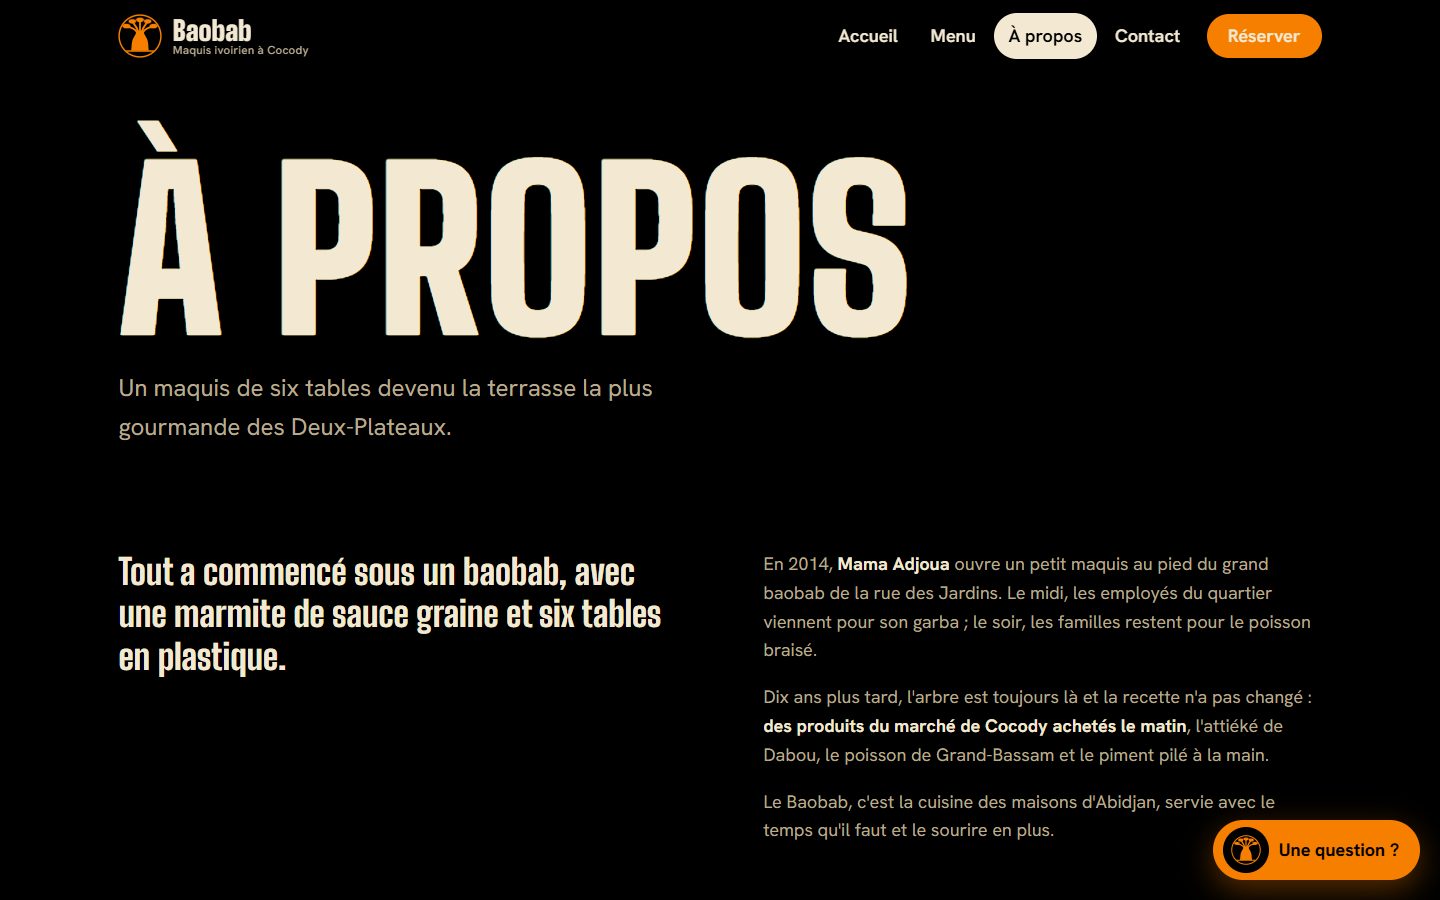 Baobab
Maquis ivoirien à Cocody
Accueil
Menu
À propos
Contact
Réserver
À PROPOS
Un maquis de six tables devenu la terrasse la plus
gourmande des Deux-Plateaux.
Tout a commencé sous un baobab, avec
une marmite de sauce graine et six tables
en plastique.
En 2014, Mama Adjoua ouvre un petit maquis au pied du grand
baobab de la rue des Jardins. Le midi, les employés du quartier
viennent pour son garba ; le soir, les familles restent pour le poisson
braisé.
Dix ans plus tard, l'arbre est toujours là et la recette n'a pas changé :
des produits du marché de Cocody achetés le matin, l'attiéké de
Dabou, le poisson de Grand-Bassam et le piment pilé à la main.
Le Baobab, c'est la cuisine des maisons d'Abidjan, servie avec le
temps qu'il faut et le sourire en plus.
Une question ?